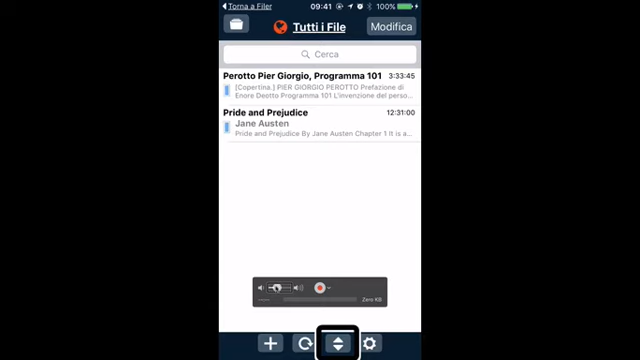 Torna a Filer 09:41 100%
Tutti i File Modifica
Cerca
Perotto Pier Giorgio, Programma 101 3:33:45
[Copertina.] PIER GIORGIO PEROTTO Prefazione di
Enore Deotto Programma 101 L'invenzione del perso...
Pride and Prejudice 12:31:00
Jane Austen
Pride and Prejudice By Jane Austen Chapter 1 It is a...
Zero KB